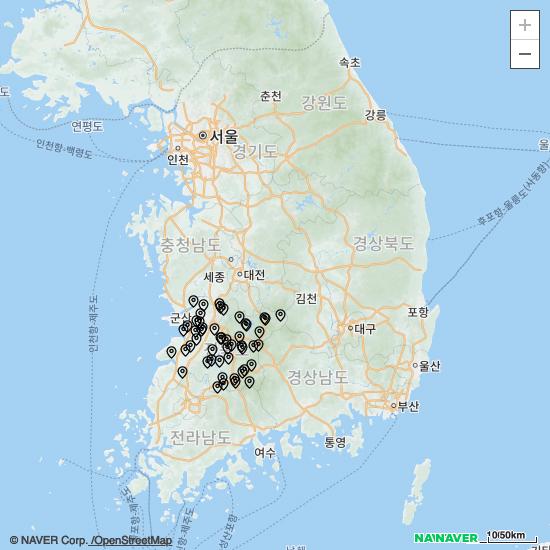 +
−
속초
춘천
강원도
강릉
도
연평도
서울
인천항-백령도
인천
경기도
울
후포항-울릉도(사동항)
충청남도
경상북도
세종
대전
김천
군산
인천항-제주도
포항
대구
울산
경상남도
부산
전라남도
여수
통영
© NAVER Corp. /OpenStreetMap
NAVER
10/50km